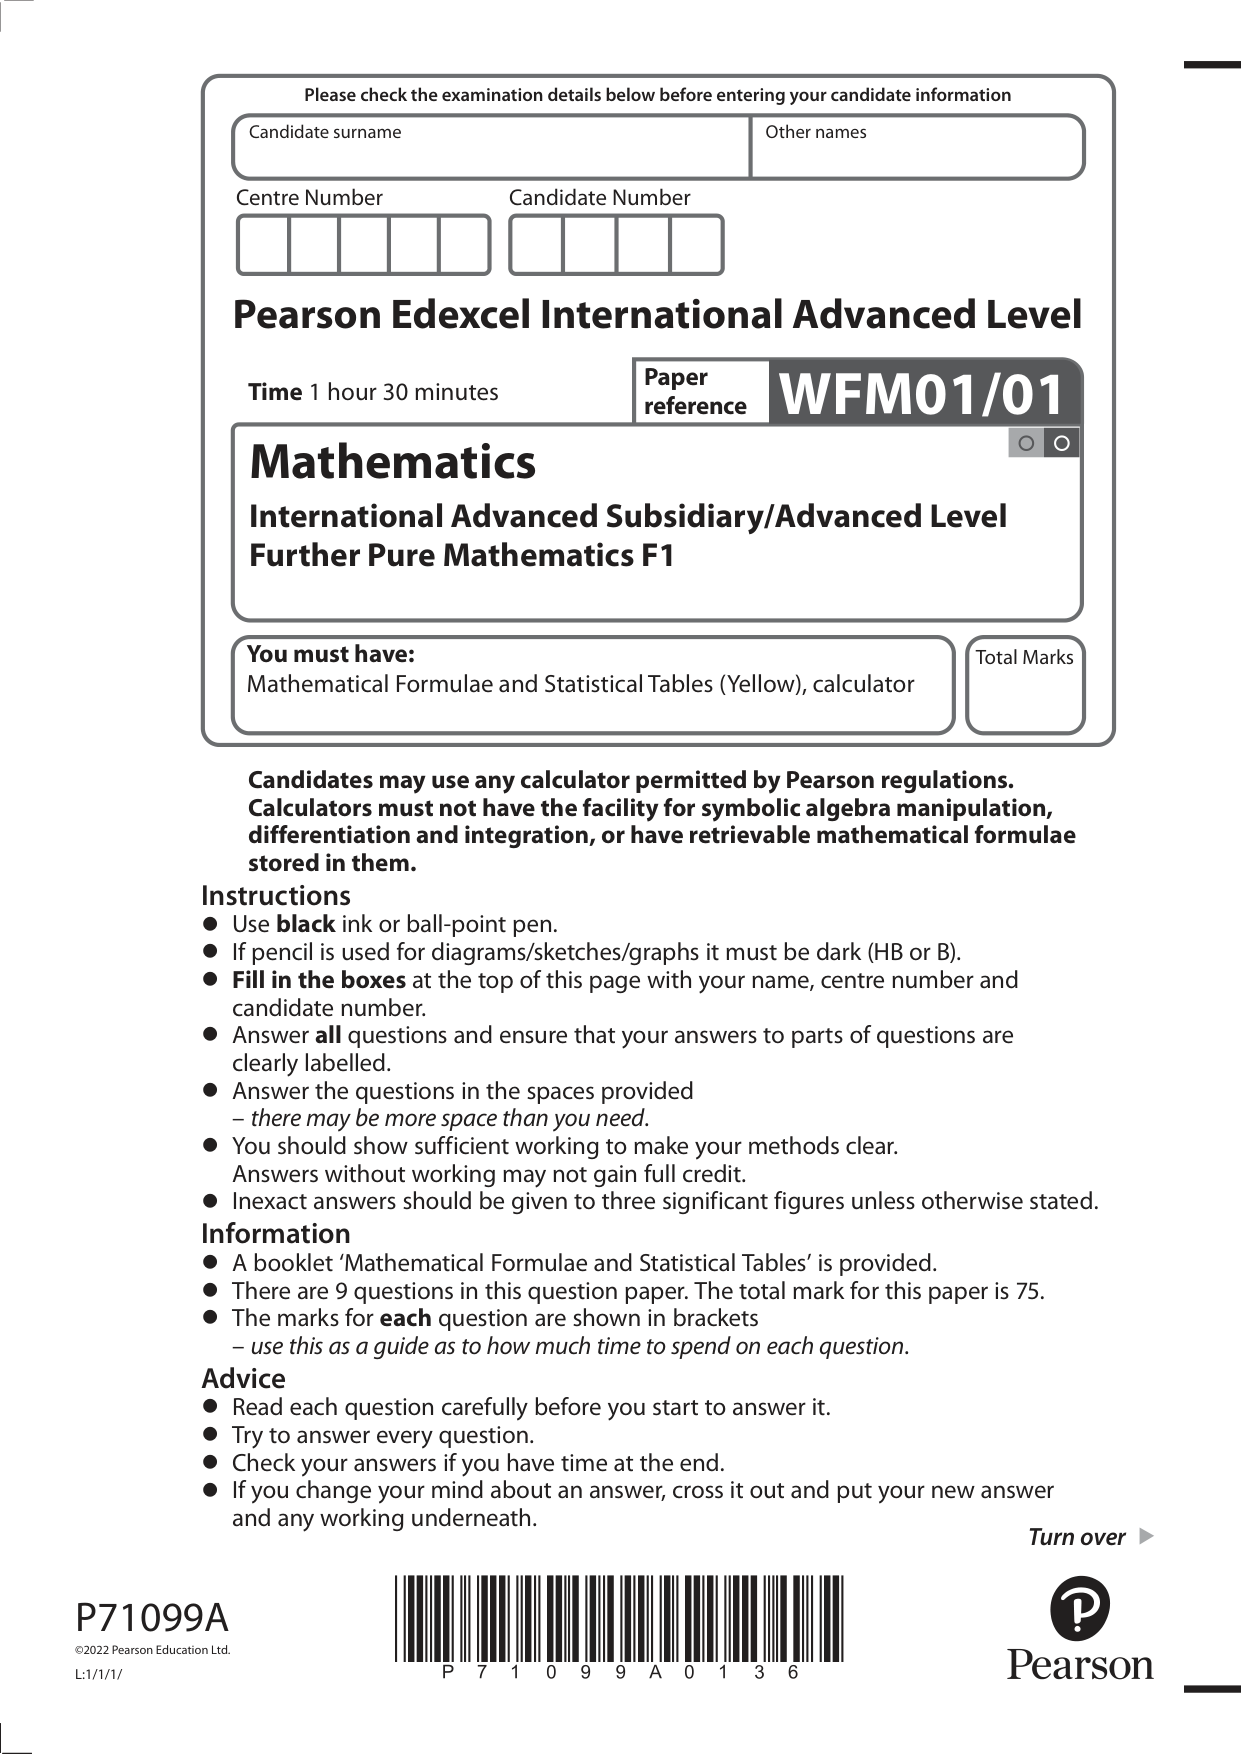 Please check the examination details below before entering your candidate information
Candidate surname
Other names
Centre Number
Candidate Number
Pearson Edexcel International Advanced Level
Time 1 hour 30 minutes
Paper
reference
WFM01/01
Mathematics
International Advanced Subsidiary/Advanced Level
Further Pure Mathematics F1
You must have:
Mathematical Formulae and Statistical Tables (Yellow), calculator
Total Marks
Candidates may use any calculator permitted by Pearson regulations.
Calculators must not have the facility for symbolic algebra manipulation,
differentiation and integration, or have retrievable mathematical formulae
stored in them.
Instructions
● Use black ink or ball-point pen.
● If pencil is used for diagrams/sketches/graphs it must be dark (HB or B).
● Fill in the boxes at the top of this page with your name, centre number and
candidate number.
● Answer all questions and ensure that your answers to parts of questions are
clearly labelled.
● Answer the questions in the spaces provided
– there may be more space than you need.
● You should show sufficient working to make your methods clear.
Answers without working may not gain full credit.
● Inexact answers should be given to three significant figures unless otherwise stated.
Information
● A booklet ‘Mathematical Formulae and Statistical Tables’ is provided.
● There are 9 questions in this question paper. The total mark for this paper is 75.
● The marks for each question are shown in brackets
– use this as a guide as to how much time to spend on each question.
Advice
● Read each question carefully before you start to answer it.
● Try to answer every question.
● Check your answers if you have time at the end.
● If you change your mind about an answer, cross it out and put your new answer
and any working underneath.
Turn over
P71099A
©2022 Pearson Education Ltd.
L:1/1/1/
P 7 1 0 9 9 A 0 1 3 6
Pearson